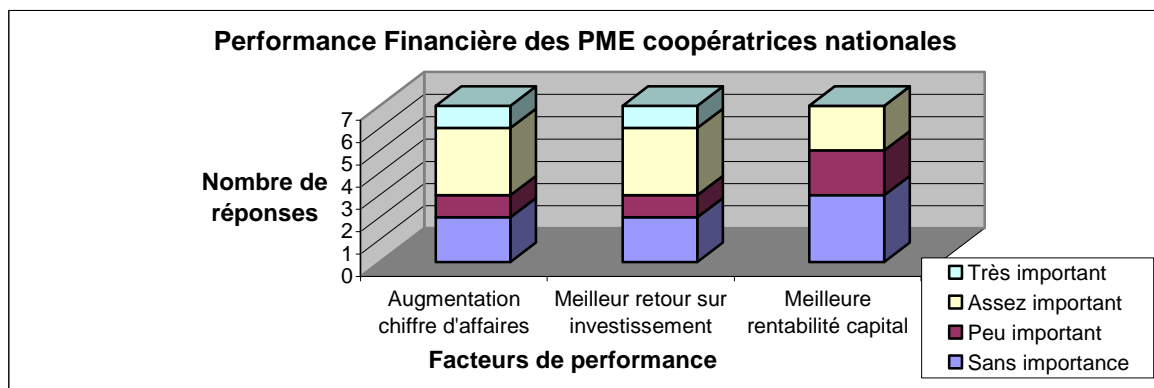 Performance Financière des PME coopératrices nationales
7
6
5
4
3
2
1
0
Nombre de
réponses
Augmentation
chiffre d'affaires
Meilleur retour sur
investissement
Meilleure
rentabilité capital
Facteurs de performance
Très important
Assez important
Peu important
Sans importance